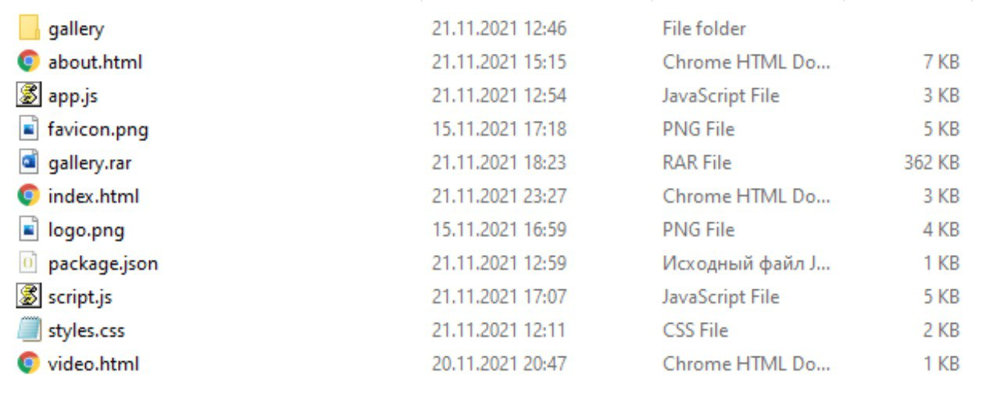 gallery 21.11.2021 12:46 File folder
about.html 21.11.2021 15:15 Chrome HTML Do... 7 KB
app.js 21.11.2021 12:54 JavaScript File 3 KB
favicon.png 15.11.2021 17:18 PNG File 5 KB
gallery.rar 21.11.2021 18:23 RAR File 362 KB
index.html 21.11.2021 23:27 Chrome HTML Do... 3 KB
logo.png 15.11.2021 16:59 PNG File 4 KB
package.json 21.11.2021 12:59 Исходный файл J... 1 KB
script.js 21.11.2021 17:07 JavaScript File 5 KB
styles.css 21.11.2021 12:11 CSS File 2 KB
video.html 20.11.2021 20:47 Chrome HTML Do... 1 KB